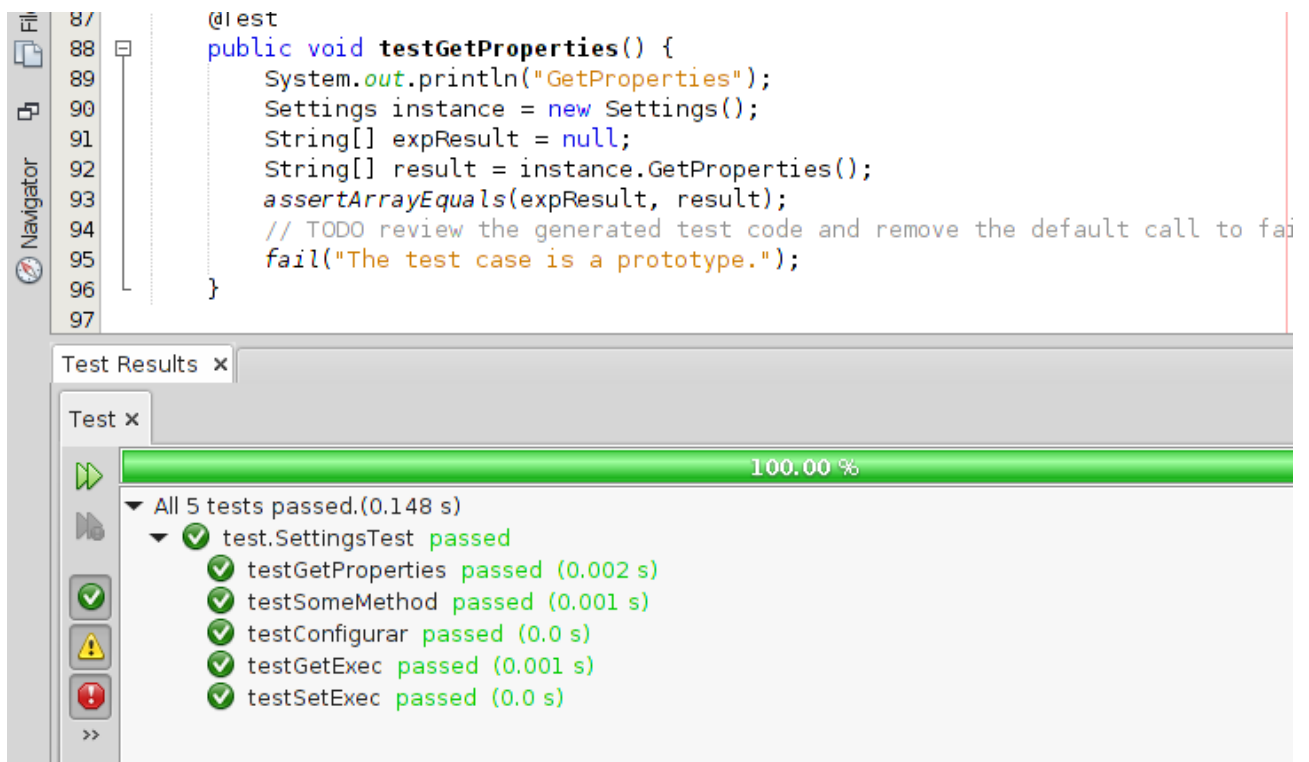 Fil
Navigator
87 @Test
88 public void testGetProperties() {
89 System.out.println("GetProperties");
90 Settings instance = new Settings();
91 String[] expResult = null;
92 String[] result = instance.GetProperties();
93 assertArrayEquals(expResult, result);
94 // TODO review the generated test code and remove the default call to fai
95 fail("The test case is a prototype.");
96 }
97
Test Results x
Test x
100.00 %
All 5 tests passed.(0.148 s)
test.SettingsTest passed
testGetProperties passed (0.002 s)
testSomeMethod passed (0.001 s)
testConfigurar passed (0.0 s)
testGetExec passed (0.001 s)
testSetExec passed (0.0 s)
>>